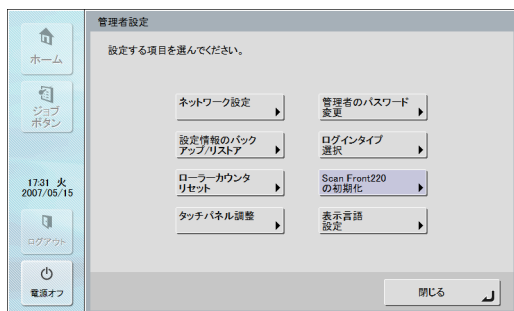 管理者設定
設定する項目を選んでください。
ホーム
ジョブ
ボタン
17:31 火
2007/05/15
ログアウト
電源オフ
ネットワーク設定
管理者のパスワード
変更
設定情報のバック
アップ/リストア
ログインタイプ
選択
ローラーカウンタ
リセット
Scan Front220
の初期化
タッチパネル調整
表示言語
設定
閉じる